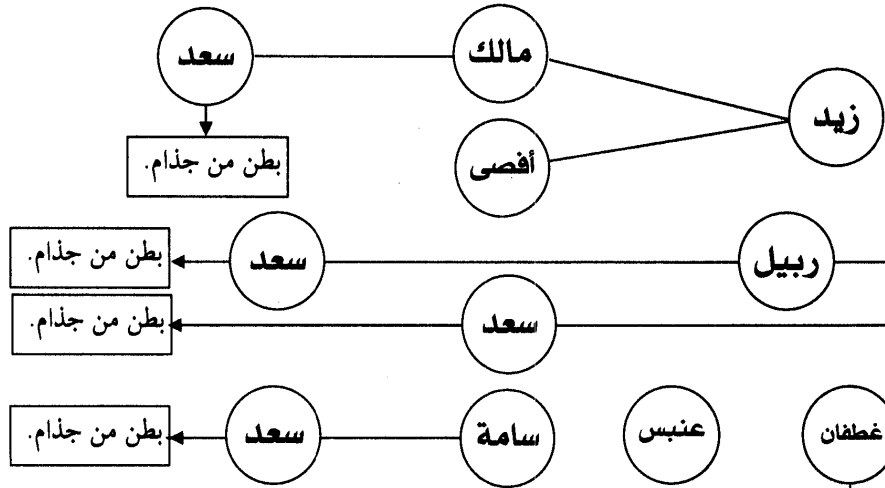 مالك
سعد
زيد
بطن من جذام.
أفصى
ربيل
سعد
بطن من جذام.
سعد
بطن من جذام.
غطفان
عنبس
سامة
سعد
بطن من جذام.